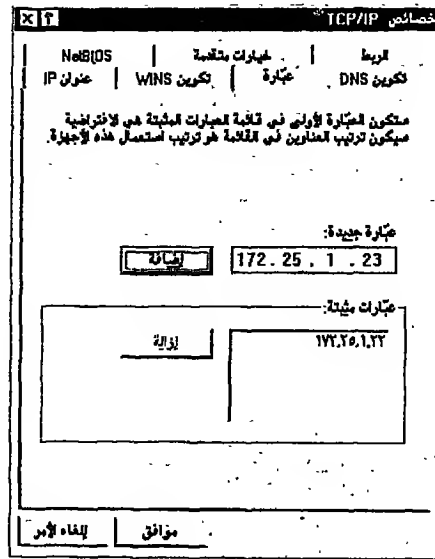 خصائص TCP/IP
الربط
خيارات متقدمة
NetBIOS
تكوين DNS
عبّارة
تكوين WINS
عنوان IP
ستكون العبّارة الأولى في قائمة العبارات المثبتة هي الافتراضية
سيكون ترتيب العناوين في القائمة هو ترتيب استعمال هذه الأجهزة.
عبّارة جديدة:
172.25.1.23
إضافة
عبّارات مثبتة:
١٧٢,٢٥,١,٢٢
إزالة
موافق
إلغاء الأمر